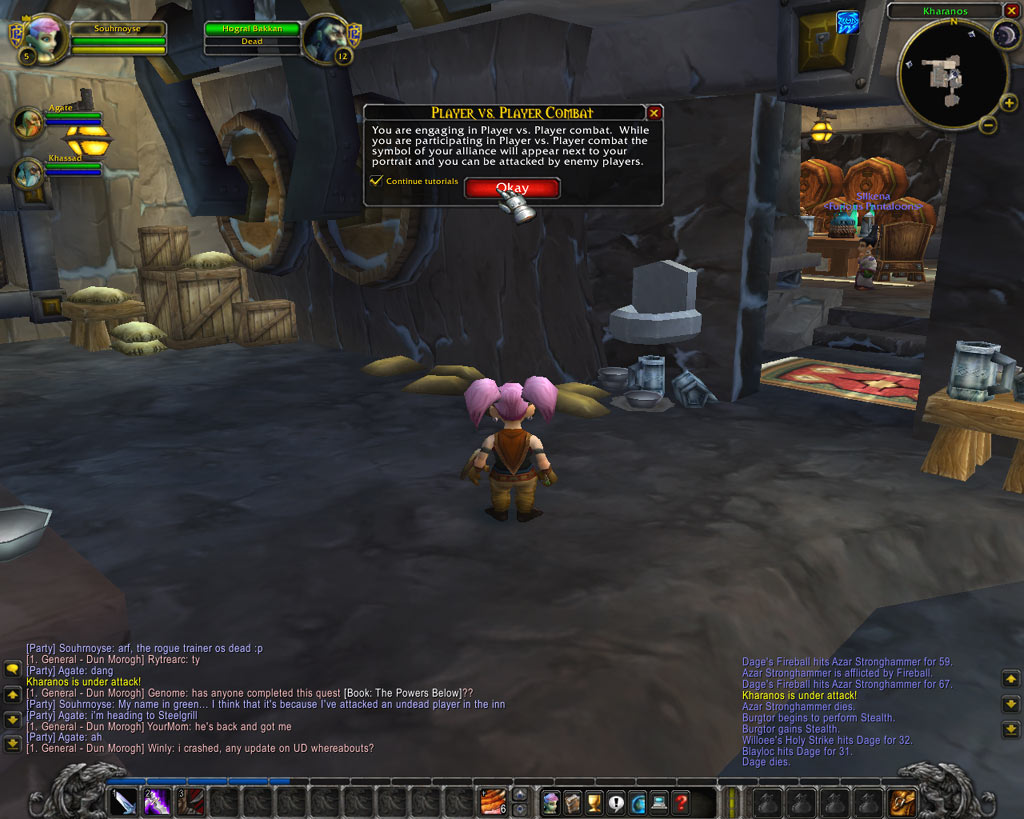 Souhrnoyse
5
Hogral Bakkan
Dead
12
Kharanos
N
Agate
Khassad
Player vs. Player Combat
You are engaging in Player vs. Player combat. While
you are participating in Player vs. Player combat the
symbol of your alliance will appear next to your
portrait and you can be attacked by enemy players.
Continue tutorials
Okay
Silkena
<Furious Pantaloons>
[Party] Souhrnoyse: arf, the rogue trainer os dead :p
[1. General - Dun Morogh] Rytrearc: ty
[Party] Agate: dang
Kharanos is under attack!
[1. General - Dun Morogh] Genome: has anyone completed this quest [Book: The Powers Below]??
[Party] Souhrnoyse: My name in green... I think that it's because I've attacked an undead player in the inn
[Party] Agate: i'm heading to Steelgrill
[1. General - Dun Morogh] YourMom: he's back and got me
[Party] Agate: ah
[1. General - Dun Morogh] Winly: i crashed, any update on UD whereabouts?
Dage's Fireball hits Azar Stronghammer for 59.
Azar Stronghammer is afflicted by Fireball.
Dage's Fireball hits Azar Stronghammer for 67.
Kharanos is under attack!
Azar Stronghammer dies.
Burgtor begins to perform Stealth.
Burgtor gains Stealth.
Willoee's Holy Strike hits Dage for 32.
Blayloc hits Dage for 31.
Dage dies.
2
3
6